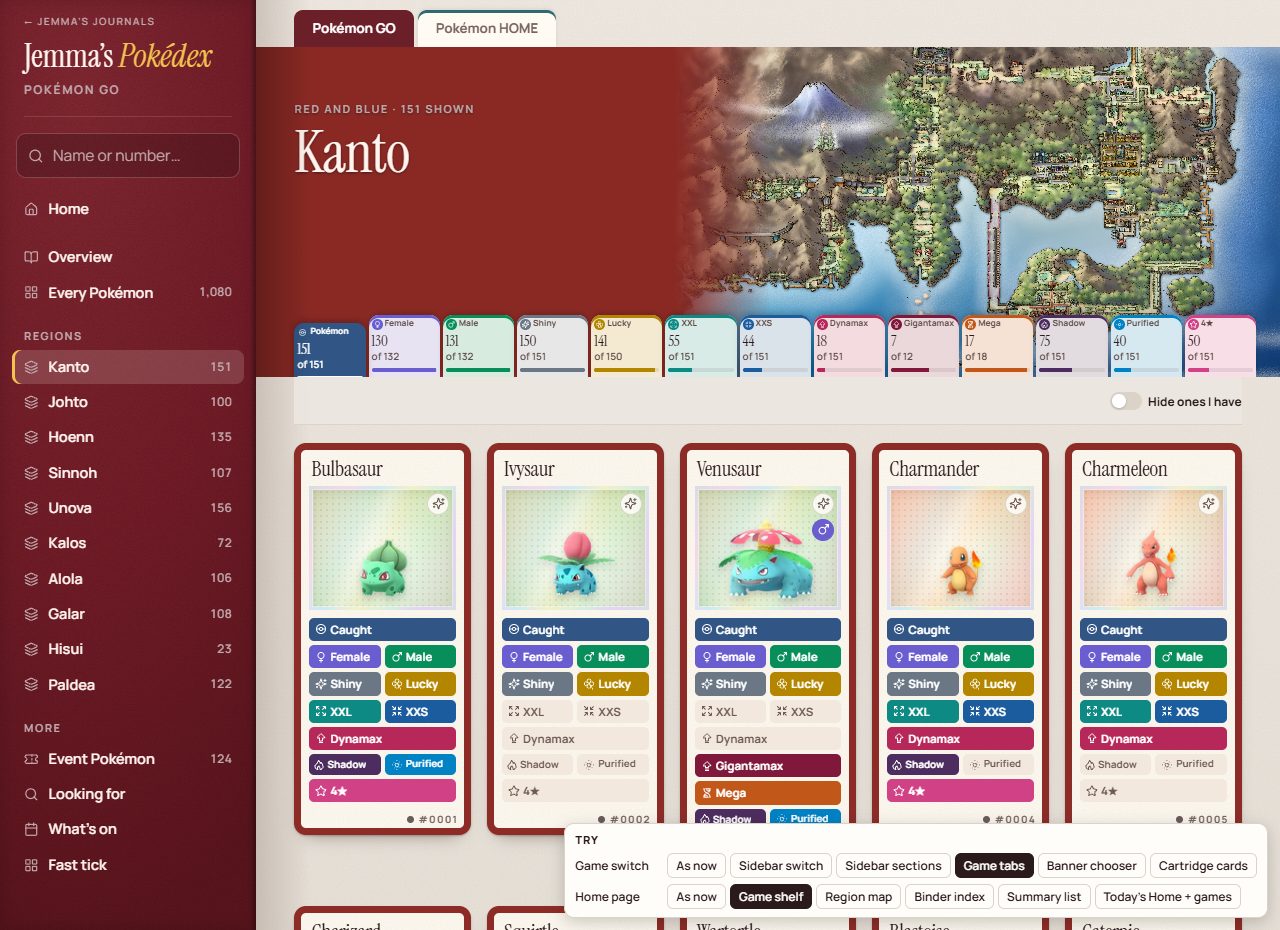 ← JEMMA'S JOURNALS
Jemma's Pokédex
POKÉMON GO
Name or number...
Home
Overview
Every Pokémon 1,080
REGIONS
Kanto 151
Johto 100
Hoenn 135
Sinnoh 107
Unova 156
Kalos 72
Alola 106
Galar 108
Hisui 23
Paldea 122
MORE
Event Pokémon 124
Looking for
What's on
Fast tick
Pokémon GO Pokémon HOME
RED AND BLUE · 151 SHOWN
Kanto
Pokémon Female Male Shiny Lucky XXL XXS Dynamax Gigantamax Mega Shadow Purified 4★
151 130 131 150 141 55 44 18 7 17 75 40 50
of 151 of 132 of 132 of 151 of 150 of 151 of 151 of 151 of 12 of 18 of 151 of 151 of 151
Hide ones I have
Bulbasaur Ivysaur Venusaur Charmander Charmeleon
Caught Caught Caught Caught Caught
Female Male Female Male Female Male Female Male Female Male
Shiny Lucky Shiny Lucky Shiny Lucky Shiny Lucky Shiny Lucky
XXL XXS XXL XXS XXL XXS XXL XXS XXL XXS
Dynamax Dynamax Dynamax Dynamax Dynamax
Shadow Purified Shadow Purified Gigantamax Shadow Purified Shadow Purified
4★ 4★ Mega 4★ 4★
#0001 #0002 Shadow Purified #0004 #0005
TRY
Game switch As now Sidebar switch Sidebar sections Game tabs Banner chooser Cartridge cards
Home page As now Game shelf Region map Binder index Summary list Today's Home + games